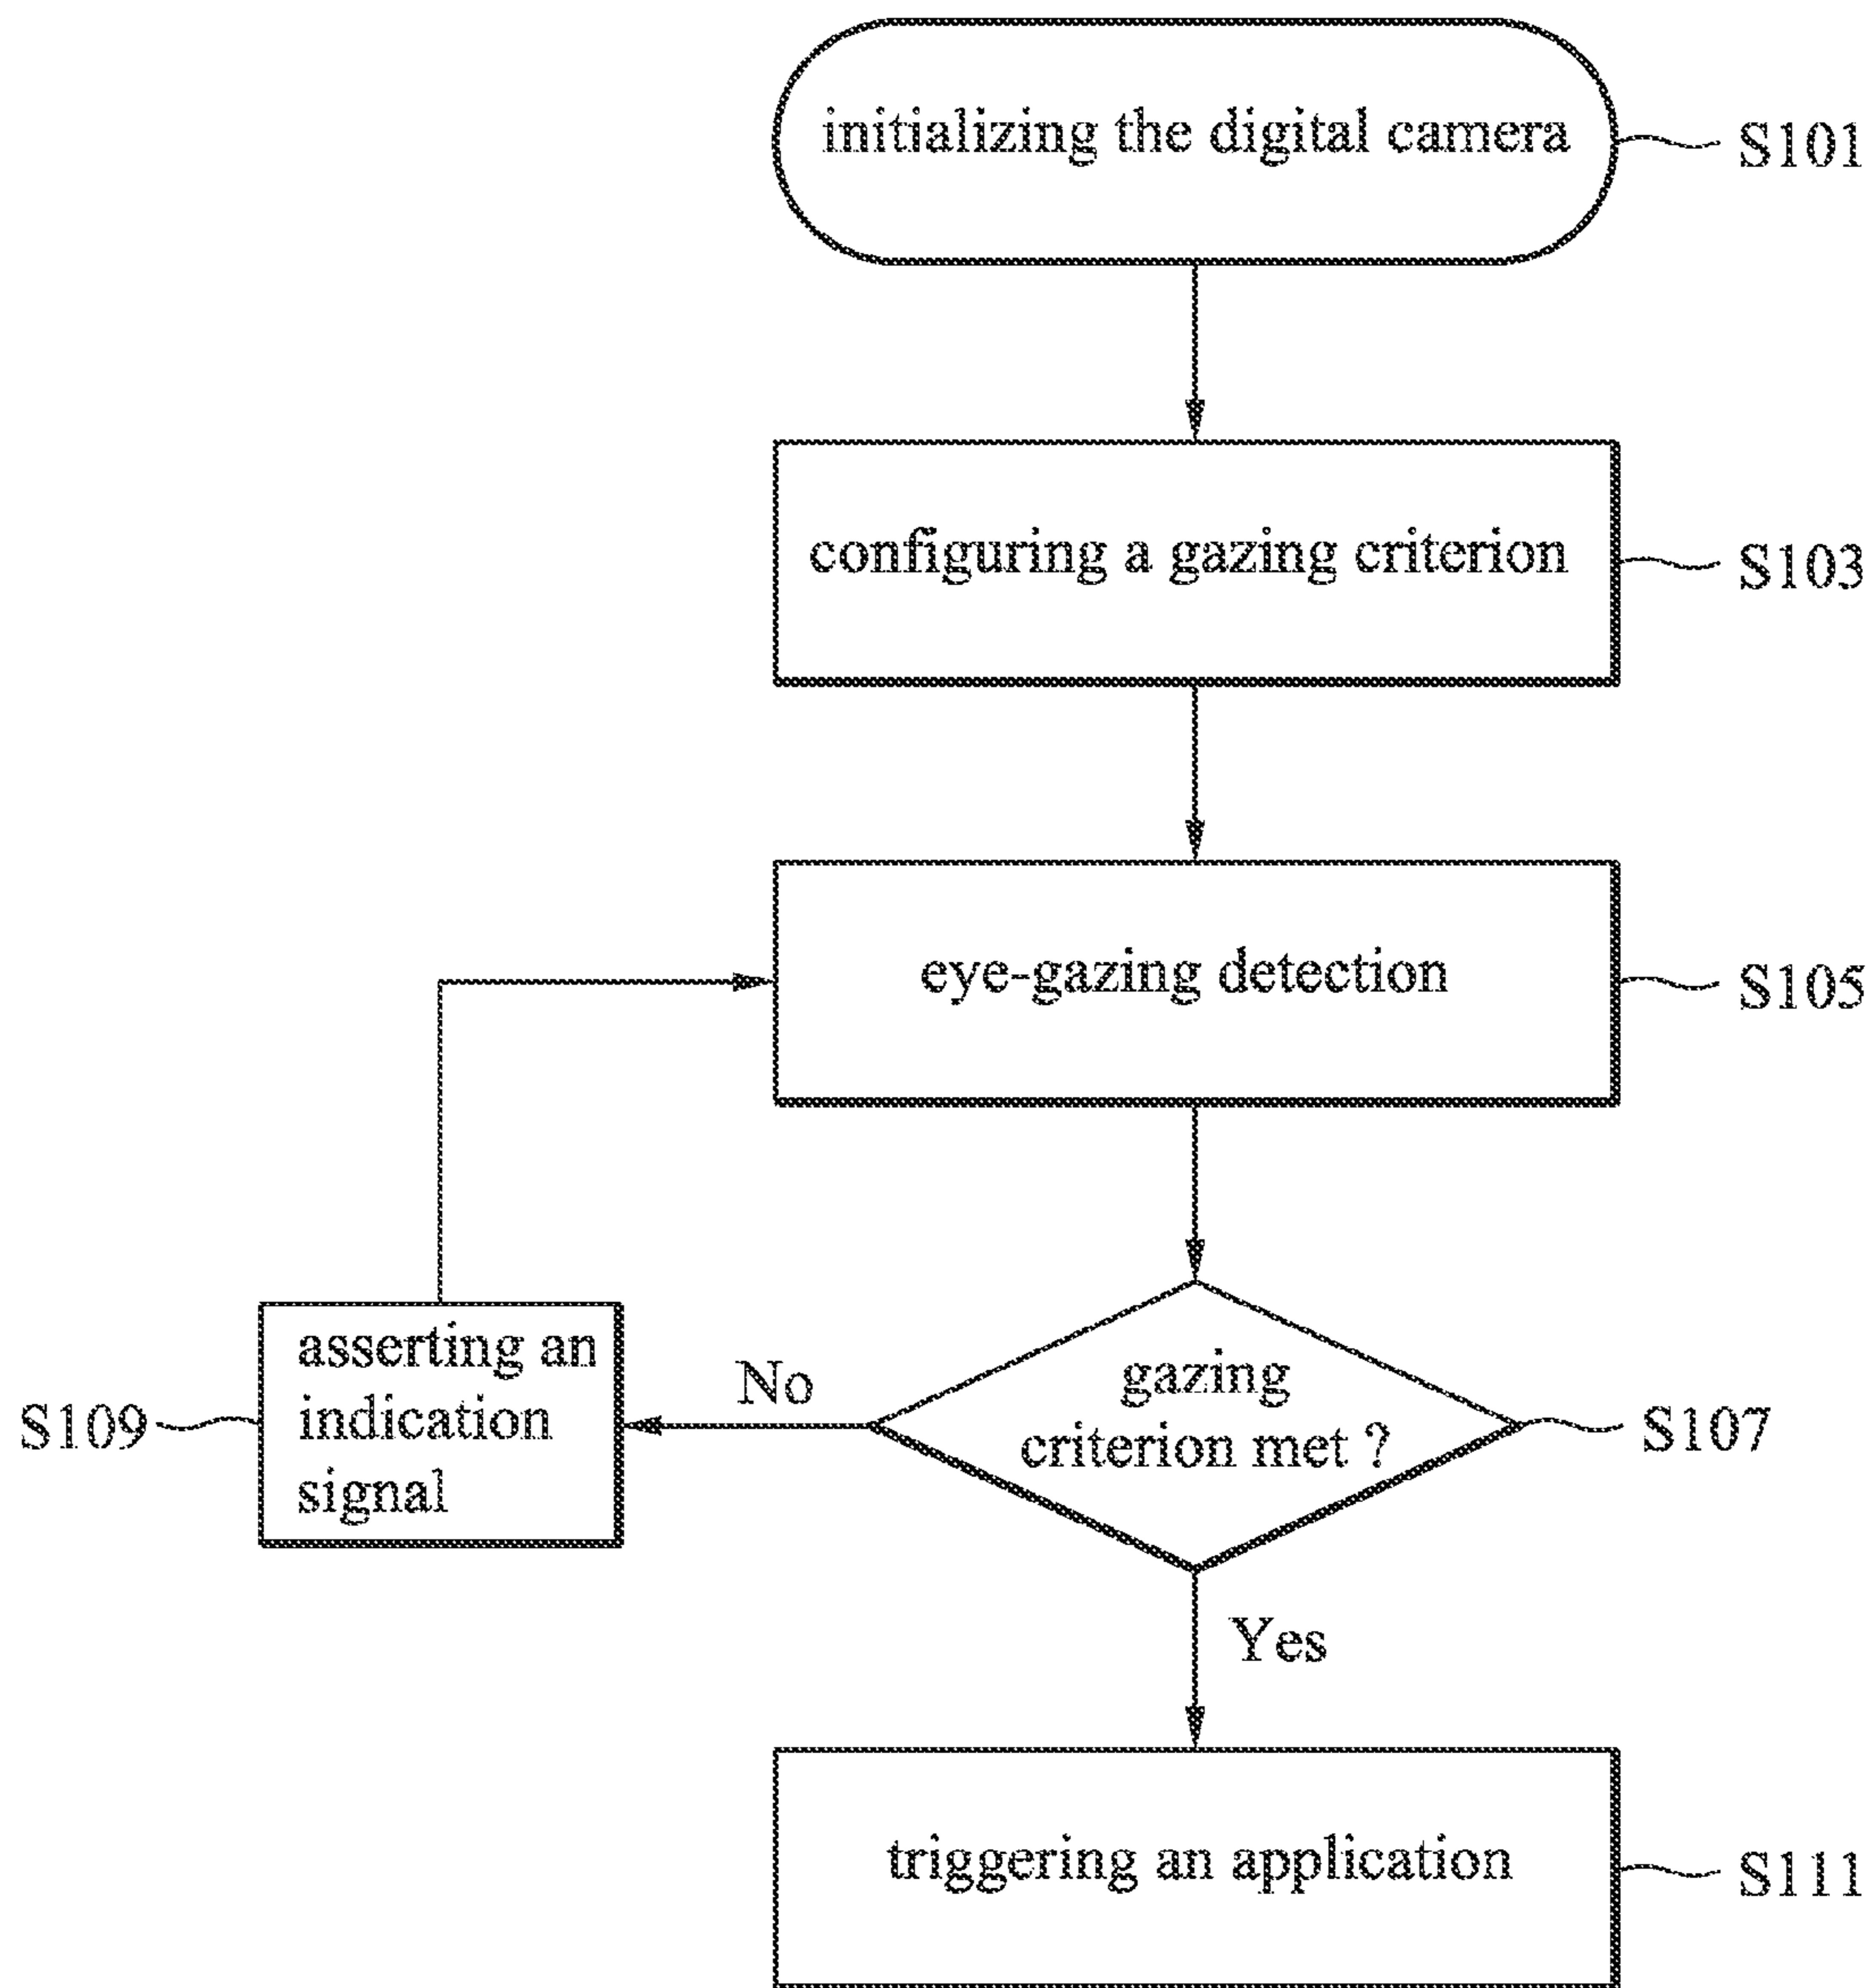 initializing the digital camera
S101
configuring a gazing criterion
S103
eye-gazing detection
S105
asserting an
indication
signal
S109
No
gazing
criterion met ?
S107
Yes
triggering an application
S111